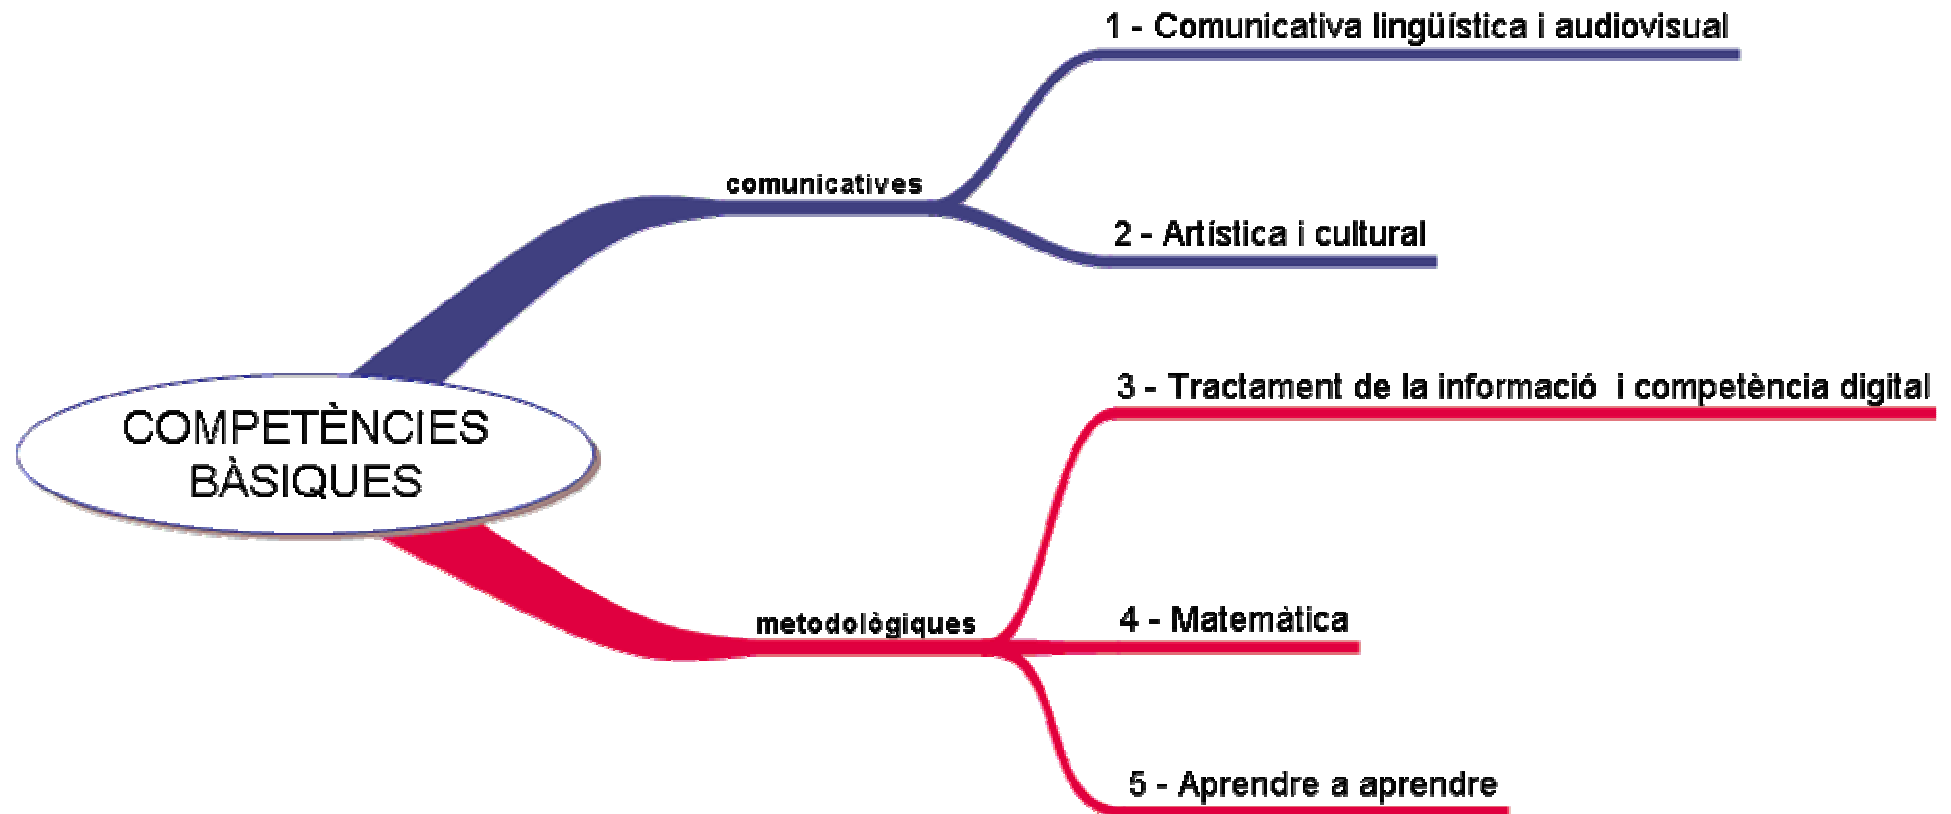 1 - Comunicativa lingüística i audiovisual
comunicatives
2 - Artística i cultural
COMPETÈNCIES
BÀSIQUES
3 - Tractament de la informació i competència digital
metodològiques
4 - Matemàtica
5 - Aprendre a aprendre